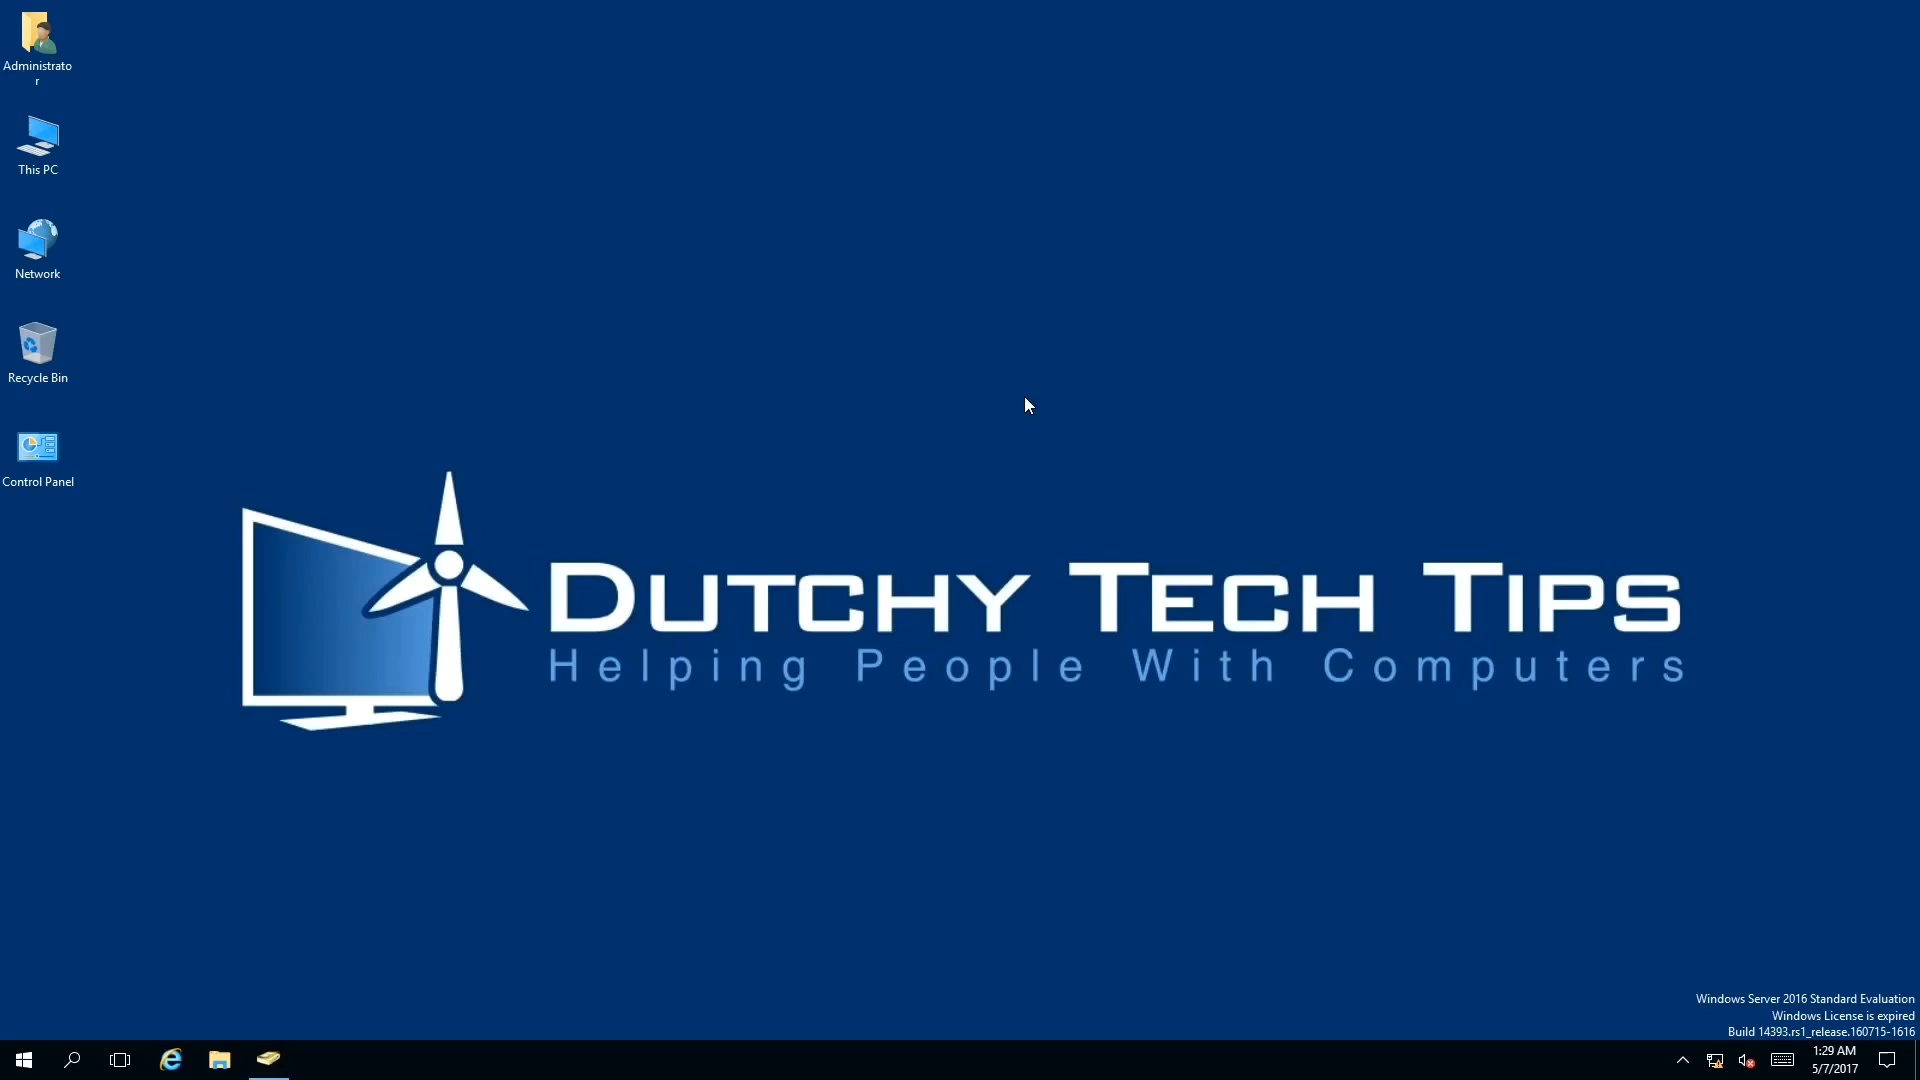 Administrato
r
This PC
Network
Recycle Bin
Control Panel
DUTCHY TECH TIPS
Helping People With Computers
Windows Server 2016 Standard Evaluation
Windows License is expired
Build 14393.rs1_release.160715-1616
1:29 AM
5/7/2017